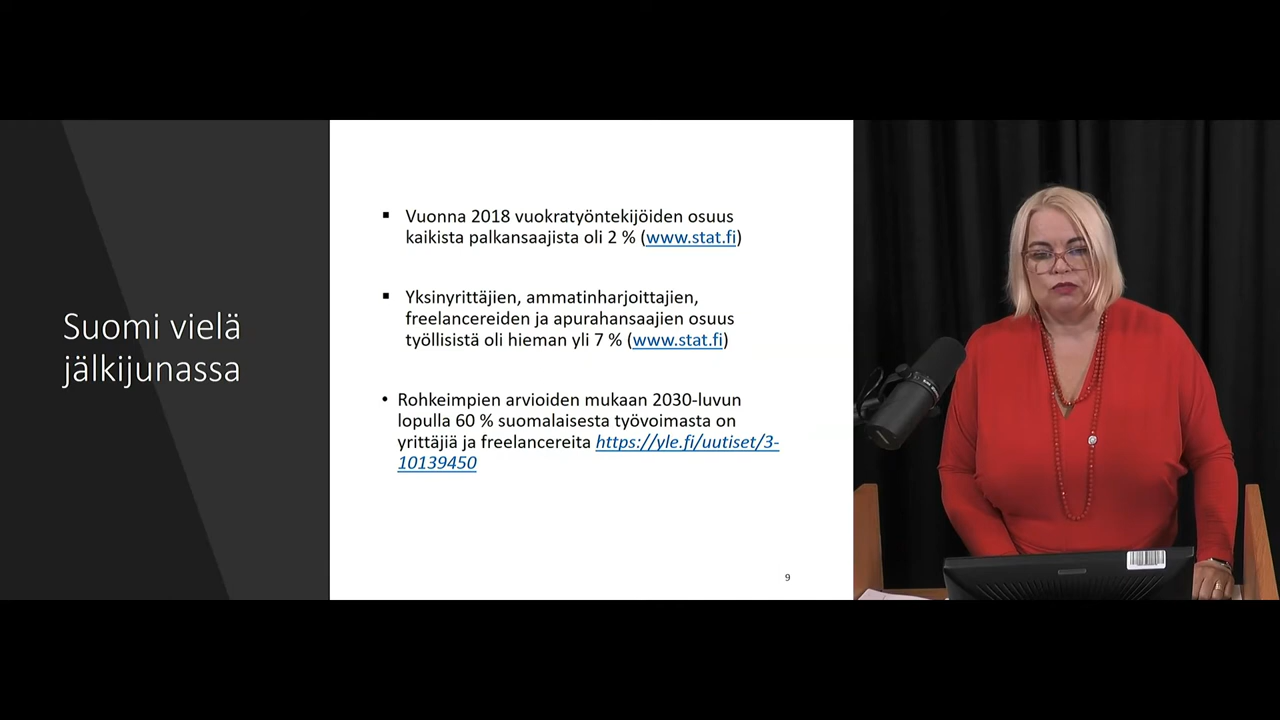 Suomi vielä
jälkijunassa
▪ Vuonna 2018 vuokratyöntekijöiden osuus
kaikista palkansaajista oli 2 % (www.stat.fi)
▪ Yksinyrittäjien, ammatinharjoittajien,
freelancereiden ja apurahansaajien osuus
työllisistä oli hieman yli 7 % (www.stat.fi)
• Rohkeimpien arvioiden mukaan 2030-luvun
lopulla 60 % suomalaisesta työvoimasta on
yrittäjiä ja freelancereita https://yle.fi/uutiset/3-
10139450
9